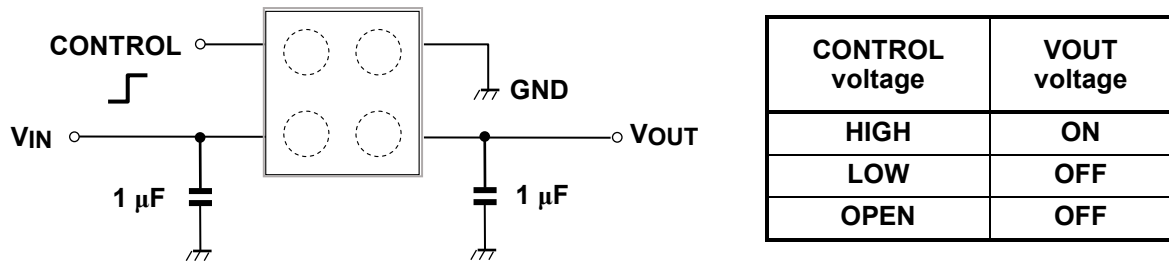 CONTROL
GND
VIN
VOUT
1 μF
1 μF
CONTROL voltage VOUT voltage
HIGH ON
LOW OFF
OPEN OFF